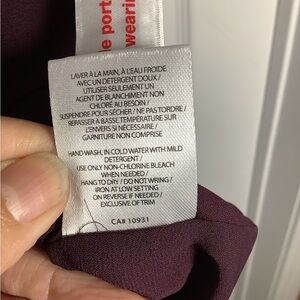 e port
wearin
LAVER À LA MAIN, À L'EAU FROIDE
AVEC UN DÉTERGENT DOUX /
UTILISER SEULEMENT UN
AGENT DE BLANCHIMENT NON
CHLORÉ AU BESOIN /
SUSPENDRE POUR SÉCHER / NE PAS TORDRE /
REPASSER À BASSE TEMPÉRATURE SUR
L'ENVERS SI NÉCESSAIRE /
GARNITURE NON COMPRISE
HAND WASH, IN COLD WATER WITH MILD
DETERGENT /
USE ONLY NON-CHLORINE BLEACH
WHEN NEEDED /
HANG TO DRY / DO NOT WRING /
IRON AT LOW SETTING
ON REVERSE IF NEEDED /
EXCLUSIVE OF TRIM
CA# 10931